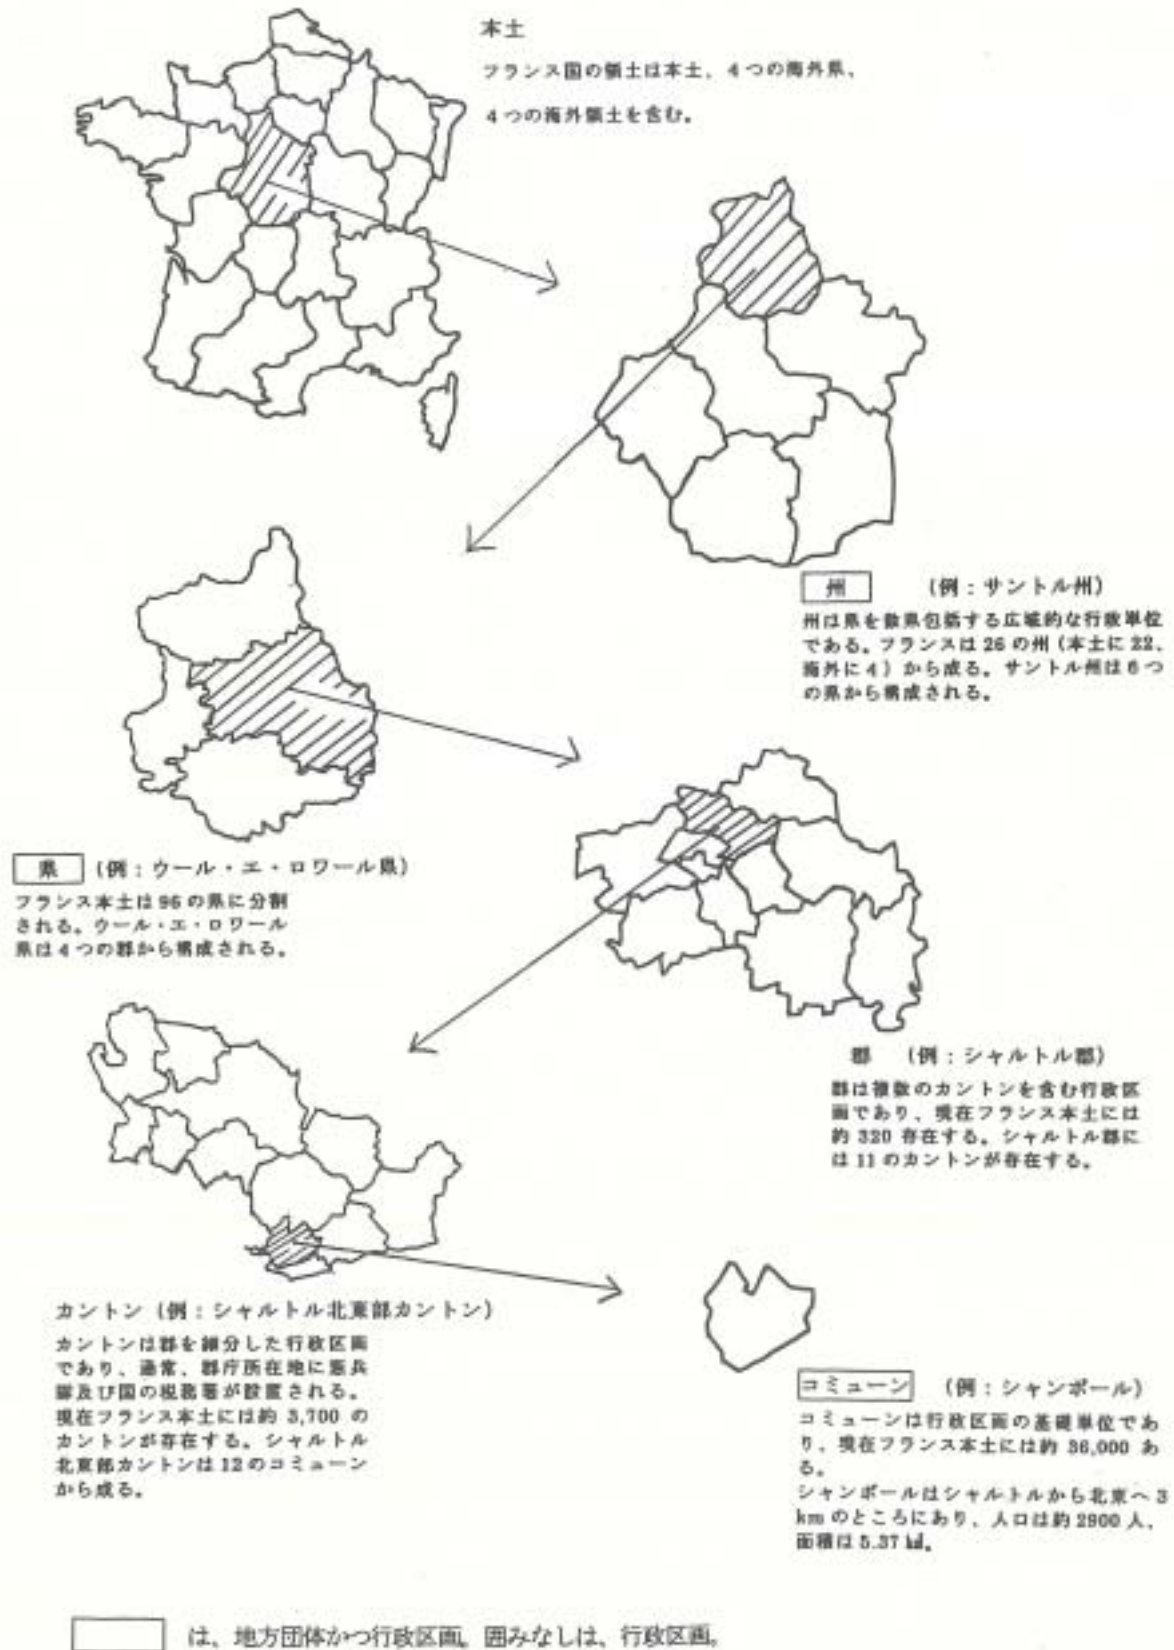 本土
フランス国の領土は本土、4つの海外県、
4つの海外領土を含む。
州 (例:サントル州)
州は県を数県包括する広域的な行政単位
である。フランスは26の州(本土に22、
海外に4)から成る。サントル州は6つ
の県から構成される。
県 (例:ウール・エ・ロワール県)
フランス本土は96の県に分割
される。ウール・エ・ロワール
県は4つの郡から構成される。
郡 (例:シャルトル郡)
郡は複数のカントンを含む行政区
画であり、現在フランス本土には
約320存在する。シャルトル郡に
は11のカントンが存在する。
カントン(例:シャルトル北東部カントン)
カントンは郡を細分した行政区画
であり、通常、郡庁所在地に憲兵
隊及び国の税務署が設置される。
現在フランス本土には約3,700の
カントンが存在する。シャルトル
北東部カントンは12のコミューン
から成る。
コミューン (例:シャンポール)
コミューンは行政区画の基礎単位であ
り、現在フランス本土には約36,000あ
る。
シャンポールはシャルトルから北東へ3
kmのところにあり、人口は約2900人、
面積は5.37㎢。
は、地方団体かつ行政区画。囲みなしは、行政区画。